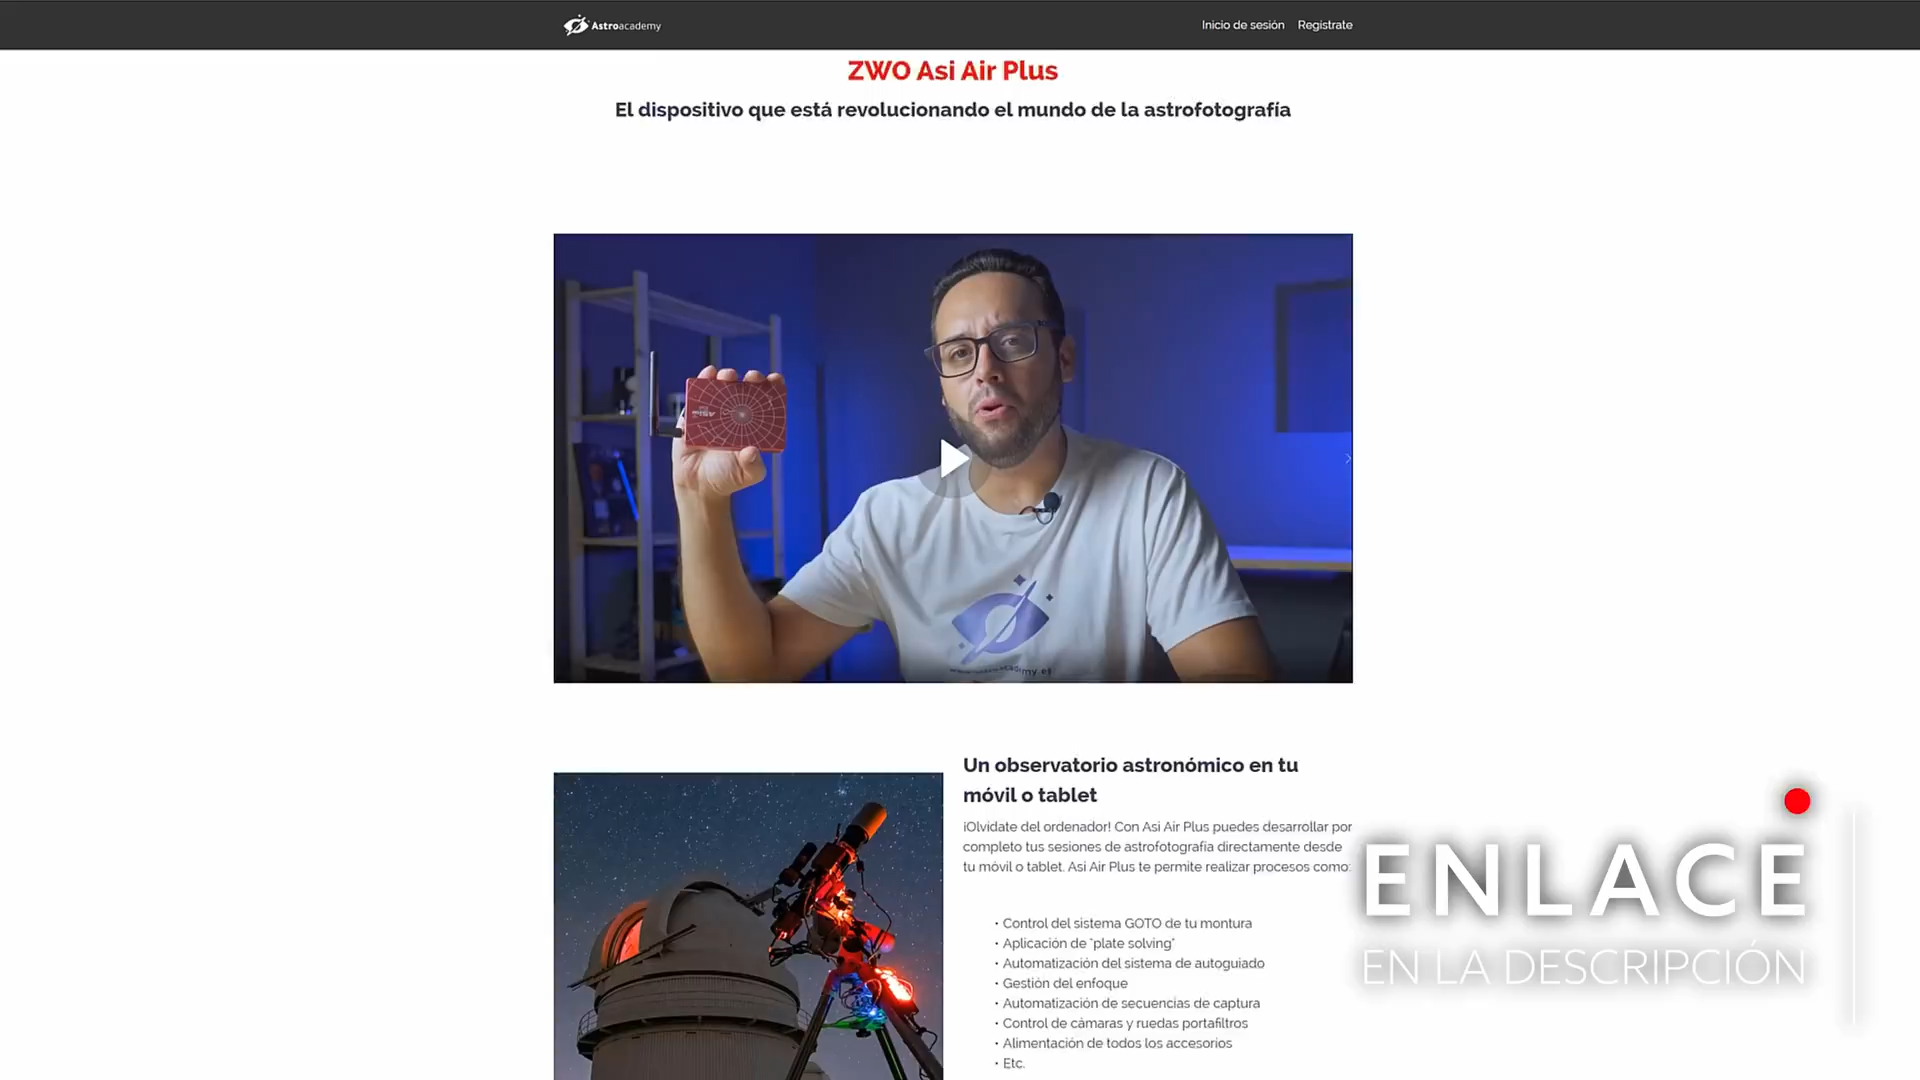 Astroacademy
Inicio de sesión
Regístrate
ZWO Asi Air Plus
El dispositivo que está revolucionando el mundo de la astrofotografía
Un observatorio astronómico en tu
móvil o tablet
¡Olvídate del ordenador! Con Asi Air Plus puedes desarrollar por
completo tus sesiones de astrofotografía directamente desde
tu móvil o tablet. Asi Air Plus te permite realizar procesos como:
• Control del sistema GOTO de tu montura
• Aplicación de "plate solving"
• Automatización del sistema de autoguiado
• Gestión del enfoque
• Automatización de secuencias de captura
• Control de cámaras y ruedas portafiltros
• Alimentación de todos los accesorios
• Etc.
ENLACE
EN LA DESCRIPCIÓN